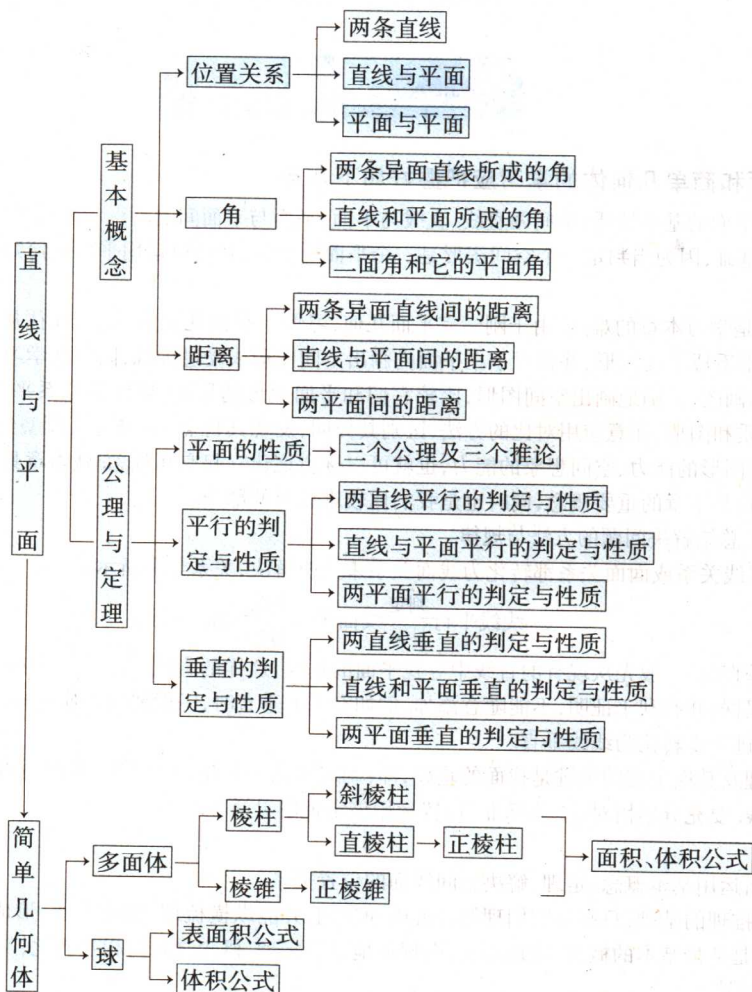 两条直线
位置关系
直线与平面
平面与平面
基本概念
两条异面直线所成的角
角
直线和平面所成的角
二面角和它的平面角
两条异面直线间的距离
距离
直线与平面间的距离
两平面间的距离
直线与平面
公理与定理
平面的性质
三个公理及三个推论
平行的判
定与性质
两直线平行的判定与性质
直线与平面平行的判定与性质
两平面平行的判定与性质
垂直的判
定与性质
两直线垂直的判定与性质
直线和平面垂直的判定与性质
两平面垂直的判定与性质
简单几何体
多面体
棱柱
斜棱柱
直棱柱
正棱柱
面积、体积公式
棱锥
正棱锥
球
表面积公式
体积公式